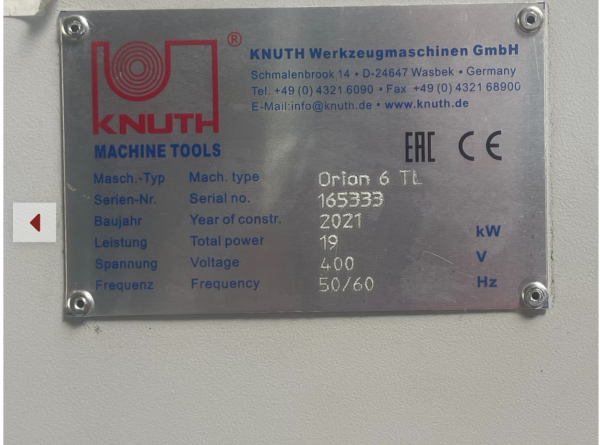 ®
KNUTH
MACHINE TOOLS
KNUTH Werkzeugmaschinen GmbH
Schmalenbrook 14 • D-24647 Wasbek • Germany
Tel. +49 (0) 4321 6090 • Fax +49 (0) 4321 68900
E-Mail:info@knuth.de • www.knuth.de
EAC CE
Masch.-Typ Mach. type Orion 6 TL
Serien-Nr. Serial no. 165333
Baujahr Year of constr. 2021
Leistung Total power 19 kW
Spannung Voltage 400 V
Frequenz Frequency 50/60 Hz